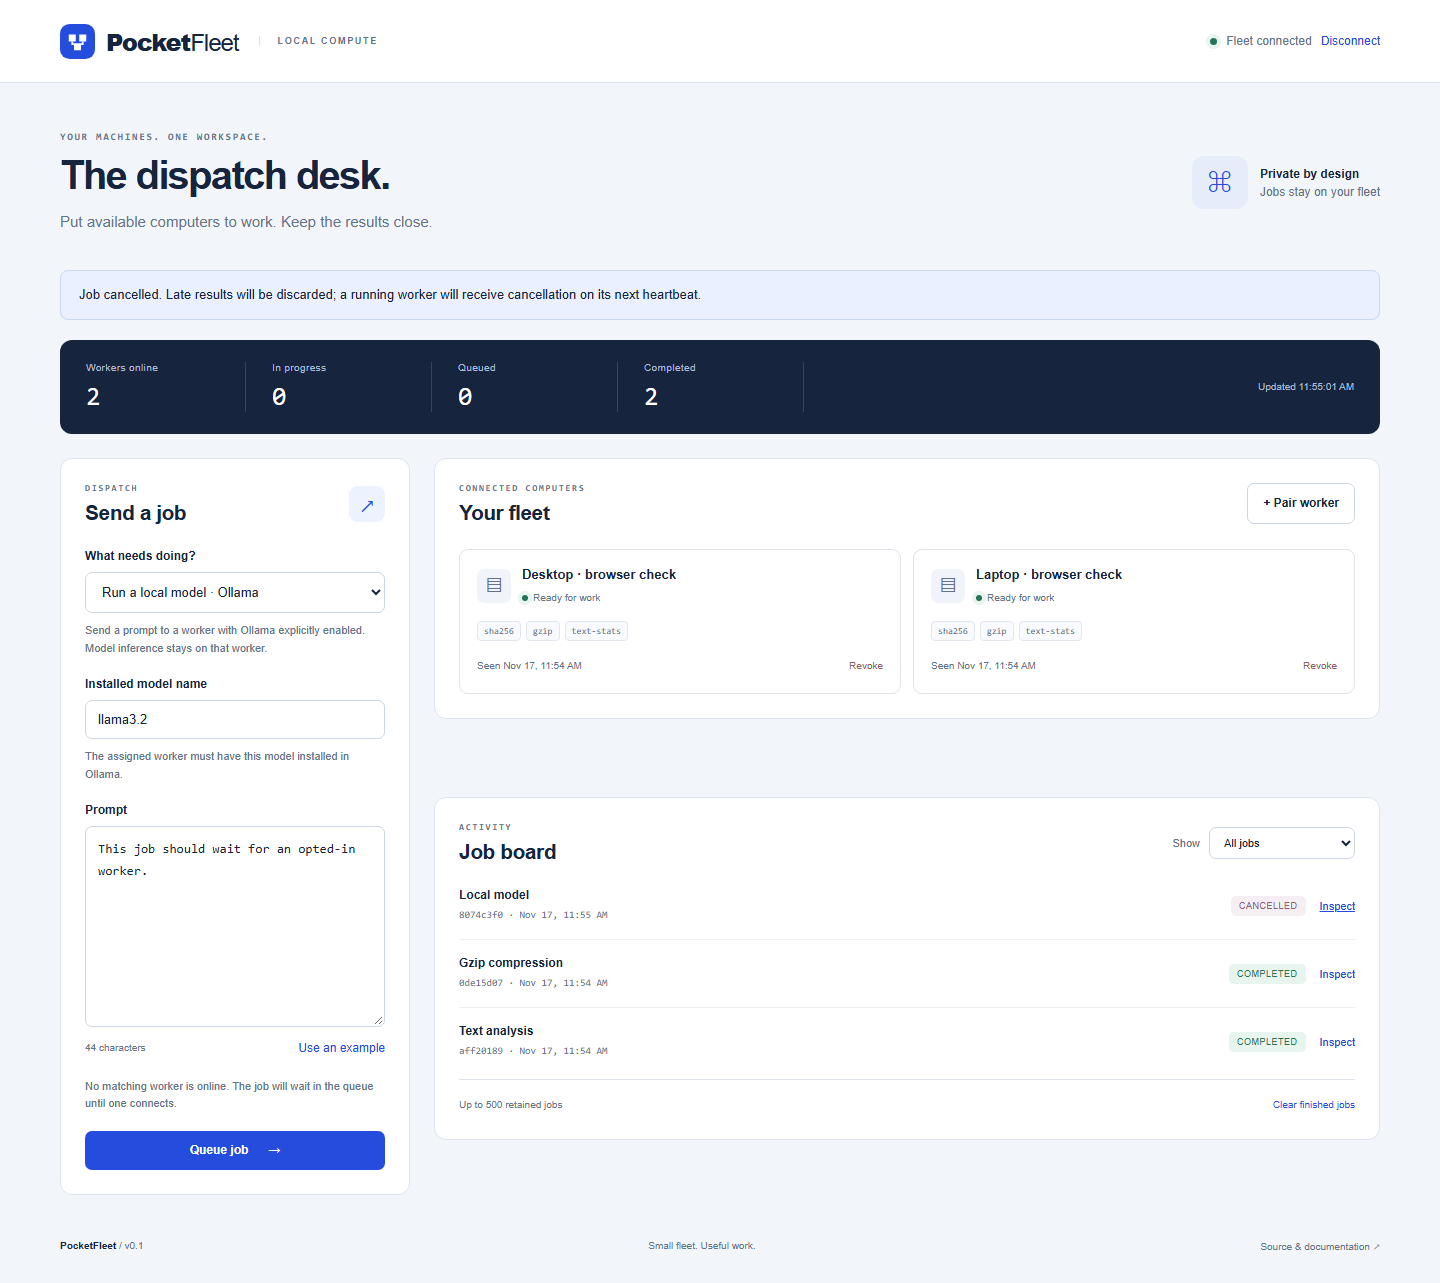 PocketFleet
LOCAL COMPUTE
Fleet connected Disconnect
YOUR MACHINES. ONE WORKSPACE.
The dispatch desk.
Put available computers to work. Keep the results close.
⌘
Private by design
Jobs stay on your fleet
Job cancelled. Late results will be discarded; a running worker will receive cancellation on its next heartbeat.
Workers online
2
In progress
0
Queued
0
Completed
2
Updated 11:55:01 AM
DISPATCH
Send a job
↗
What needs doing?
Run a local model · Ollama
Send a prompt to a worker with Ollama explicitly enabled.
Model inference stays on that worker.
Installed model name
llama3.2
The assigned worker must have this model installed in
Ollama.
Prompt
This job should wait for an opted-in
worker.
44 characters
Use an example
No matching worker is online. The job will wait in the queue
until one connects.
Queue job →
CONNECTED COMPUTERS
Your fleet
+ Pair worker
Desktop · browser check
Ready for work
sha256 gzip text-stats
Seen Nov 17, 11:54 AM
Revoke
Laptop · browser check
Ready for work
sha256 gzip text-stats
Seen Nov 17, 11:54 AM
Revoke
ACTIVITY
Job board
Show
All jobs
Local model
8074c3f0 · Nov 17, 11:55 AM
CANCELLED
Inspect
Gzip compression
0de15d07 · Nov 17, 11:54 AM
COMPLETED
Inspect
Text analysis
aff20189 · Nov 17, 11:54 AM
COMPLETED
Inspect
Up to 500 retained jobs
Clear finished jobs
PocketFleet / v0.1
Small fleet. Useful work.
Source & documentation ↗